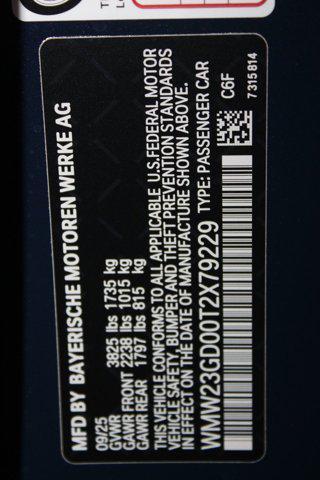 MFD BY BAYERISCHE MOTOREN WERKE AG
09/25
GVWR 3825 lbs 1735 kg
GAWR FRONT 2238 lbs 1015 kg
GAWR REAR 1797 lbs 815 kg
THIS VEHICLE CONFORMS TO ALL APPLICABLE U.S.FEDERAL MOTOR
VEHICLE SAFETY, BUMPER AND THEFT PREVENTION STANDARDS
IN EFFECT ON THE DATE OF MANUFACTURE SHOWN ABOVE.
WMW23GD00T2X79229 TYPE: PASSENGER CAR
C6F
7315814